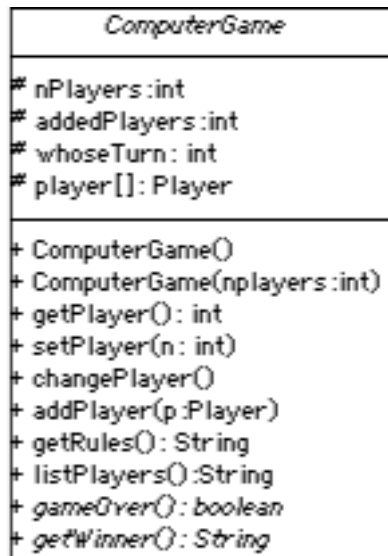 ComputerGame
# nPlayers:int
# addedPlayers:int
# whoseTurn: int
# player[]: Player
+ ComputerGame()
+ ComputerGame(nplayers:int)
+ getPlayer(): int
+ setPlayer(n: int)
+ changePlayer()
+ addPlayer(p:Player)
+ getRules(): String
+ listPlayers():String
+ gameOver(): boolean
+ getWinner(): String